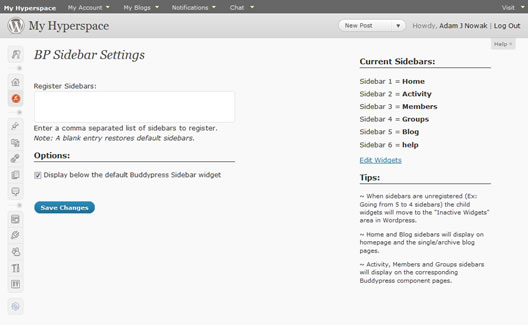 My Hyperspace My Account My Blogs Notifications Chat Visit
My Hyperspace New Post Howdy, Adam J Nowak | Log Out
Help
BP Sidebar Settings
Register Sidebars:
Enter a comma separated list of sidebars to register.
Note: A blank entry restores default sidebars.
Options:
Display below the default Buddypress Sidebar widget
Save Changes
Current Sidebars:
Sidebar 1 = Home
Sidebar 2 = Activity
Sidebar 3 = Members
Sidebar 4 = Groups
Sidebar 5 = Blog
Sidebar 6 = help
Edit Widgets
Tips:
~ When sidebars are unregistered (Ex:
Going from 5 to 4 sidebars) the child
widgets will move to the "Inactive Widgets"
area in Wordpress.
~ Home and Blog sidebars will display on
homepage and the single/archive blog
pages.
~ Activity, Members and Groups sidebars
will display on the corresponding
Buddypress component pages.